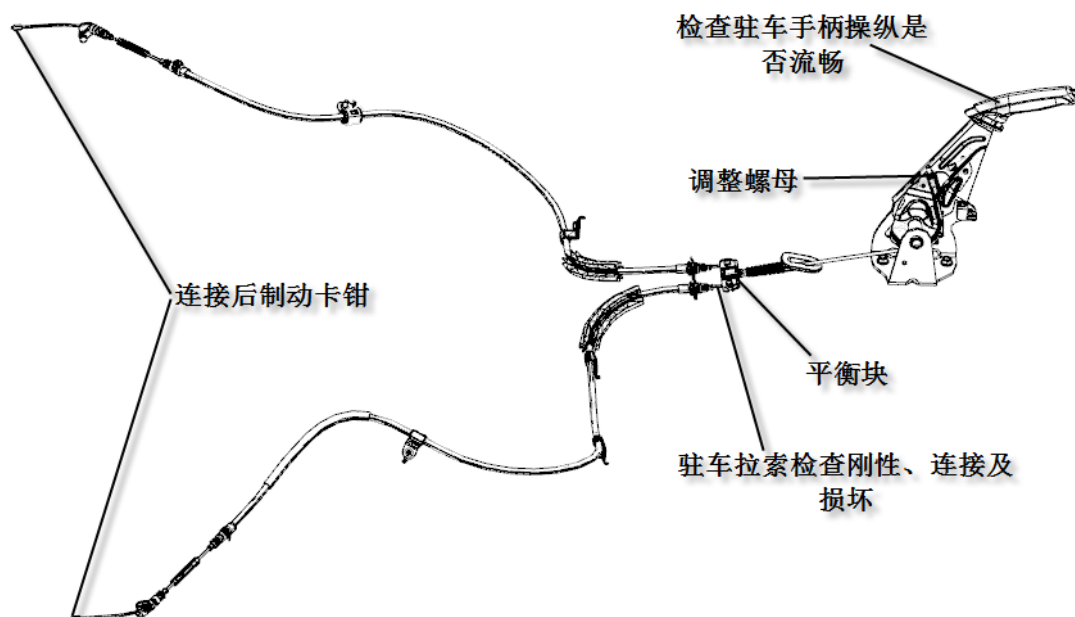 检查驻车手柄操纵是
否流畅
调整螺母
连接后制动卡钳
平衡块
驻车拉索检查刚性、连接及
损坏